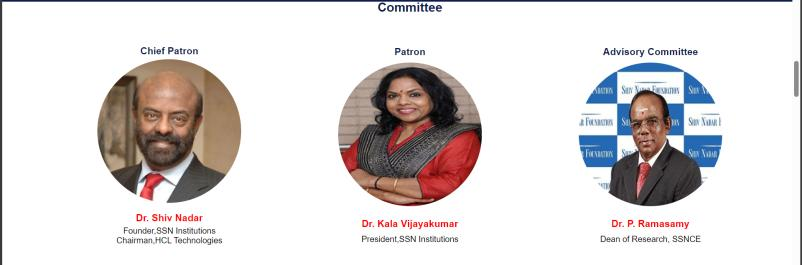 Committee
Chief Patron
Patron
Advisory Committee
Shiv Nadar Foundation
Dr. Shiv Nadar
Founder,SSN Institutions
Chairman,HCL Technologies
Dr. Kala Vijayakumar
President,SSN Institutions
Dr. P. Ramasamy
Dean of Research, SSNCE